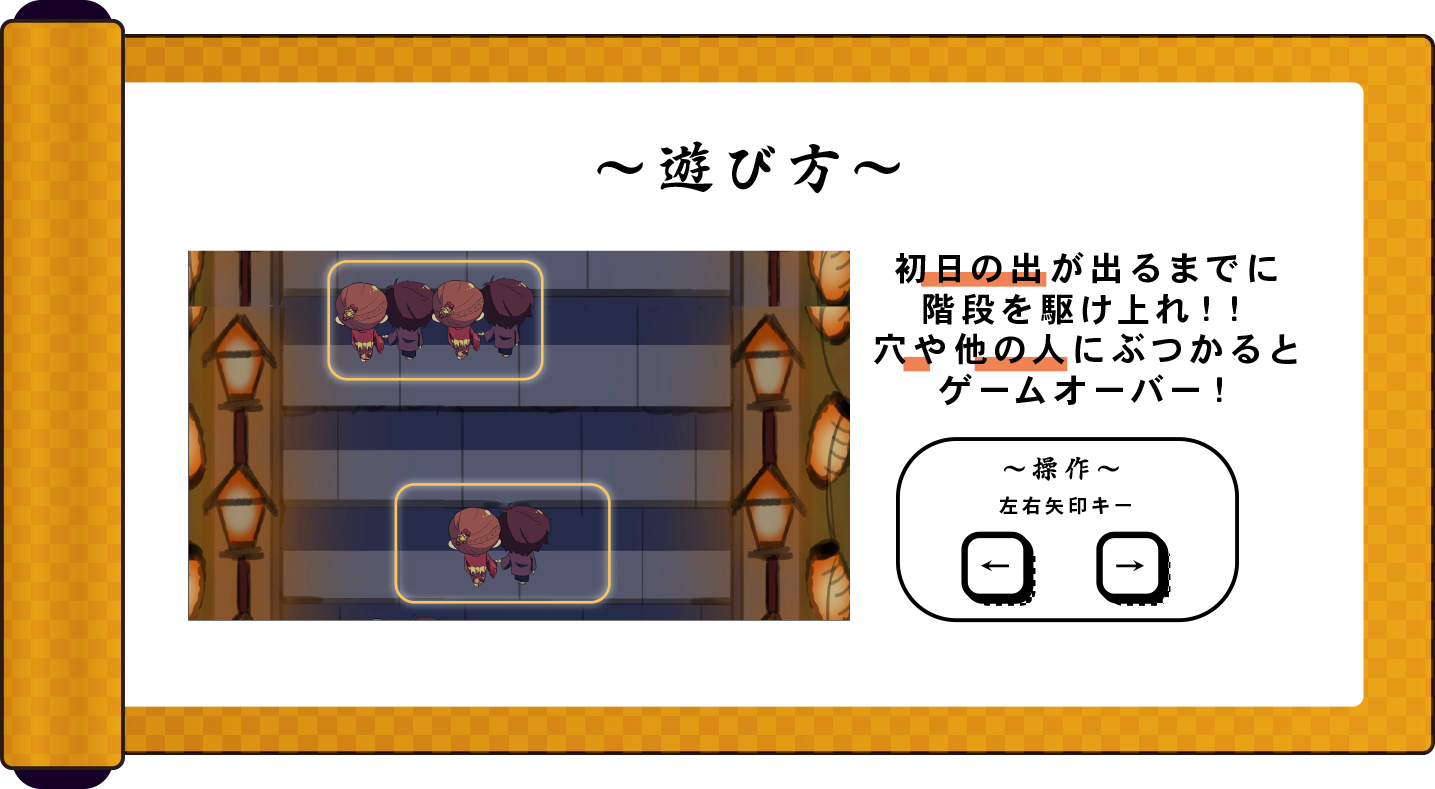 ～遊び方～
初日の出が出るまでに
階段を駆け上れ！！
穴や他の人にぶつかると
ゲームオーバー！
～操作～
左右矢印キー
← →